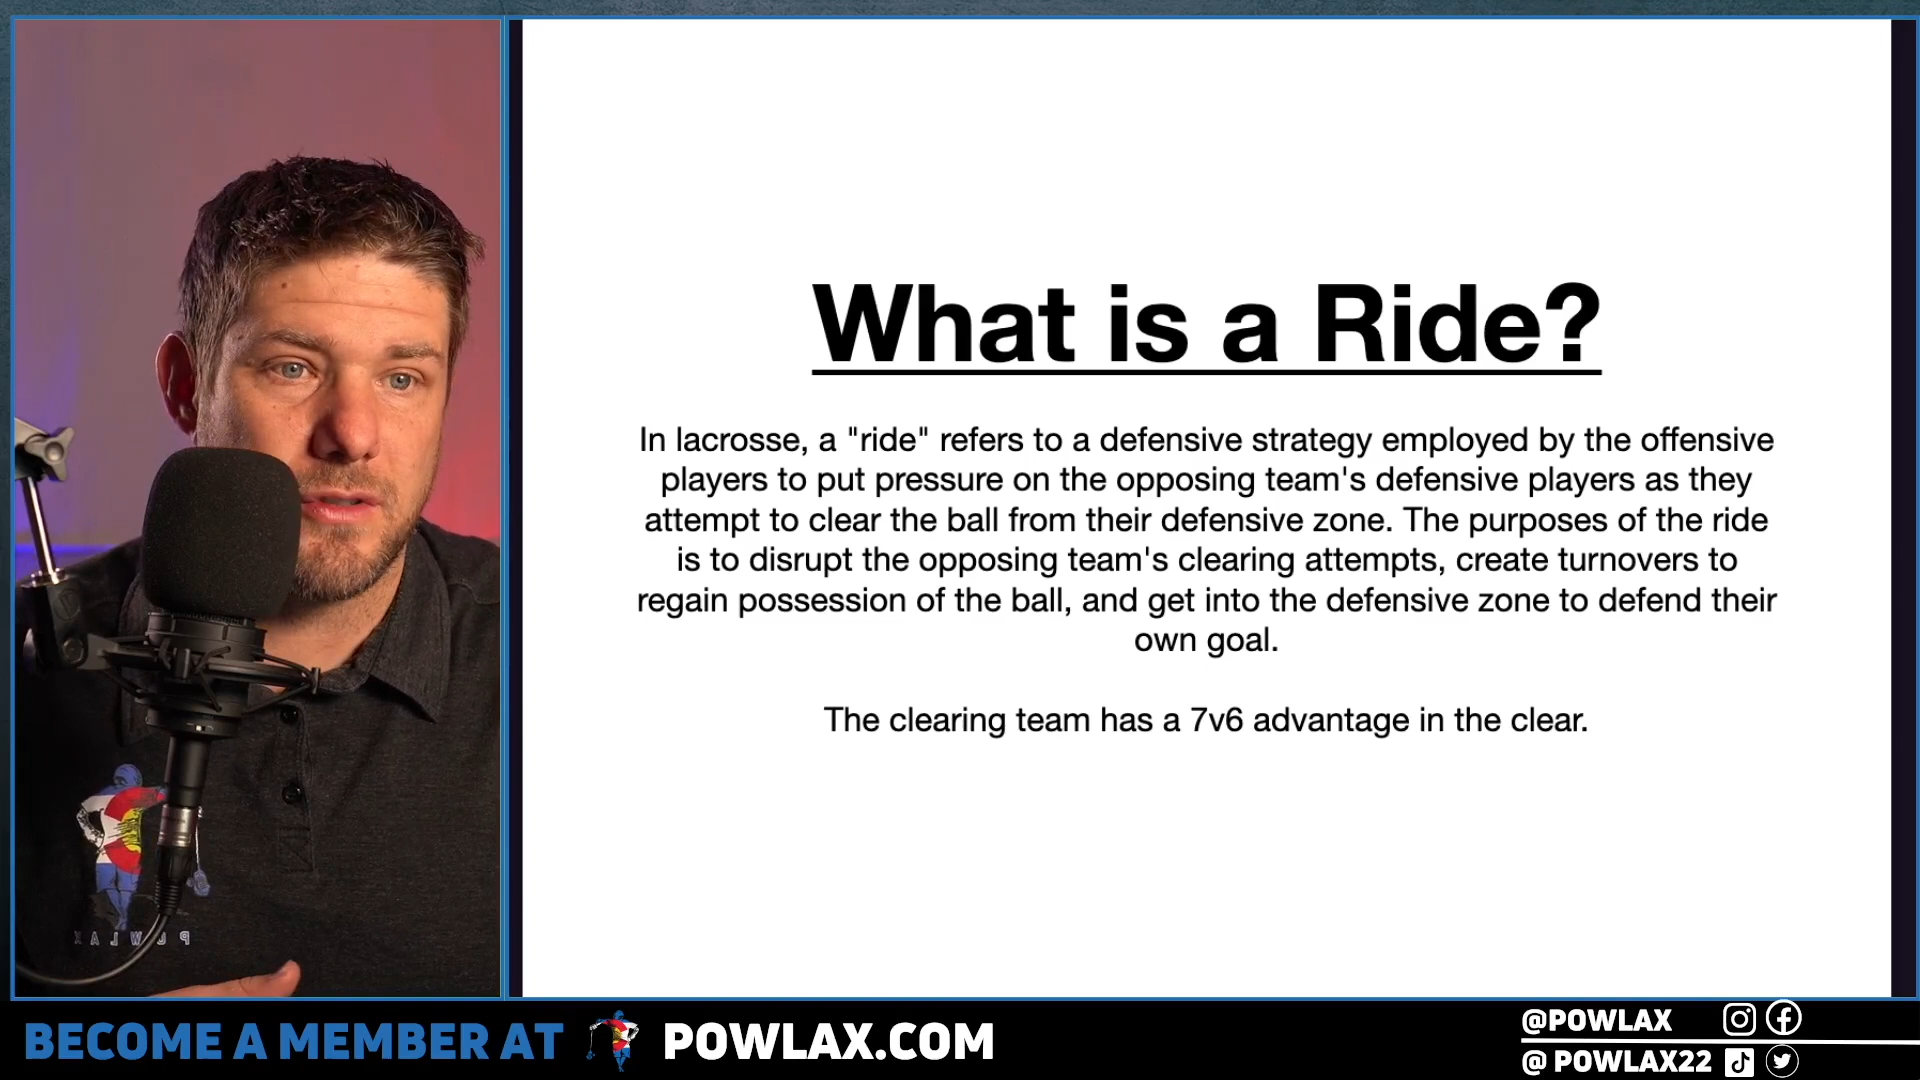 What is a Ride?
In lacrosse, a "ride" refers to a defensive strategy employed by the offensive
players to put pressure on the opposing team's defensive players as they
attempt to clear the ball from their defensive zone. The purposes of the ride
is to disrupt the opposing team's clearing attempts, create turnovers to
regain possession of the ball, and get into the defensive zone to defend their
own goal.
The clearing team has a 7v6 advantage in the clear.
POWLAX
BECOME A MEMBER AT POWLAX.COM
@POWLAX
@POWLAX22